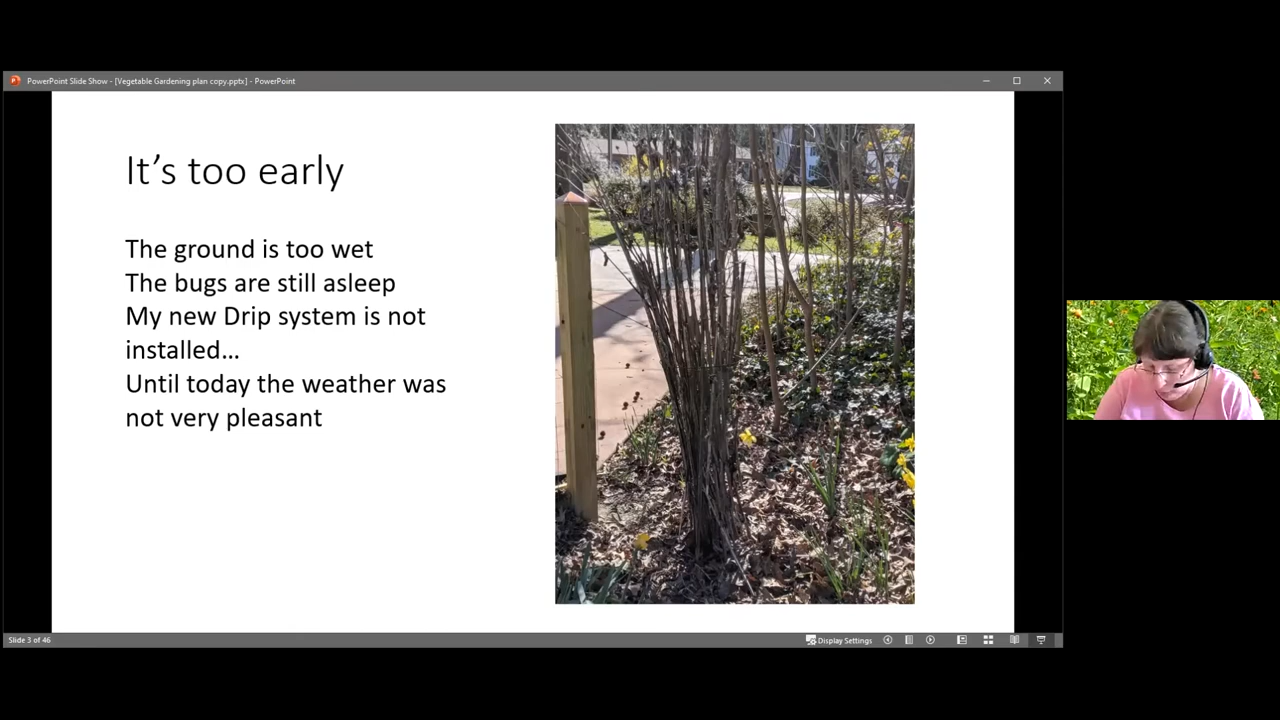 PowerPoint Slide Show - [Vegetable Gardening plan copy.pptx] - PowerPoint
It's too early
The ground is too wet
The bugs are still asleep
My new Drip system is not
installed...
Until today the weather was
not very pleasant
Slide 3 of 46
Display Settings